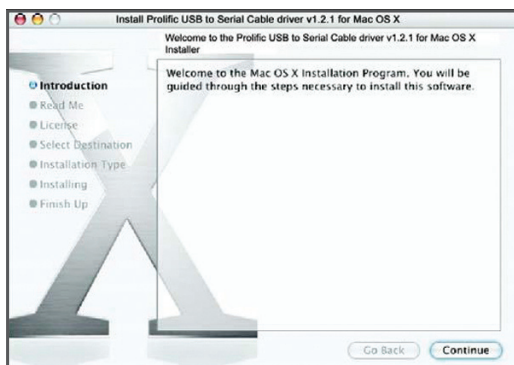 Install Prolific USB to Serial Cable driver v1.2.1 for Mac OS X
Welcome to the Prolific USB to Serial Cable driver v1.2.1 for Mac OS X
Installer
Introduction
Read Me
License
Select Destination
Installation Type
Installing
Finish Up
Welcome to the Mac OS X Installation Program. You will be
guided through the steps necessary to install this software.
Go Back
Continue